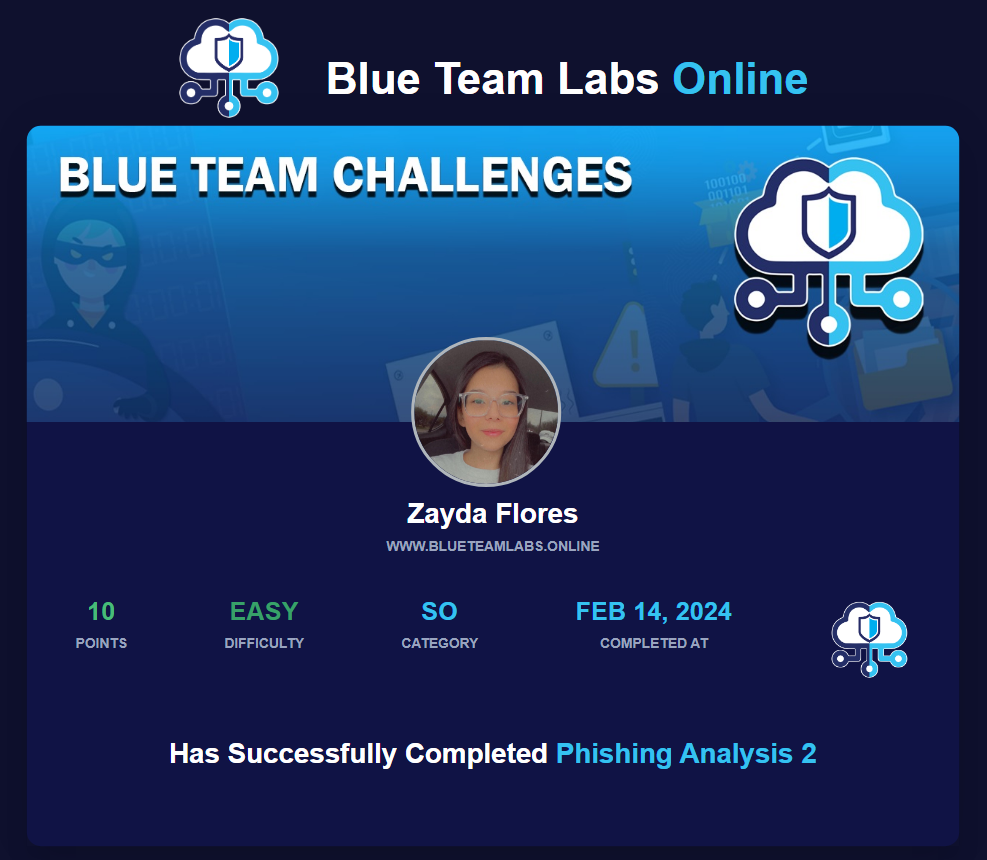 Blue Team Labs Online
BLUE TEAM CHALLENGES
100100
001101
Zayda Flores
WWW.BLUETEAMLABS.ONLINE
10
POINTS
EASY
DIFFICULTY
SO
CATEGORY
FEB 14, 2024
COMPLETED AT
Has Successfully Completed Phishing Analysis 2